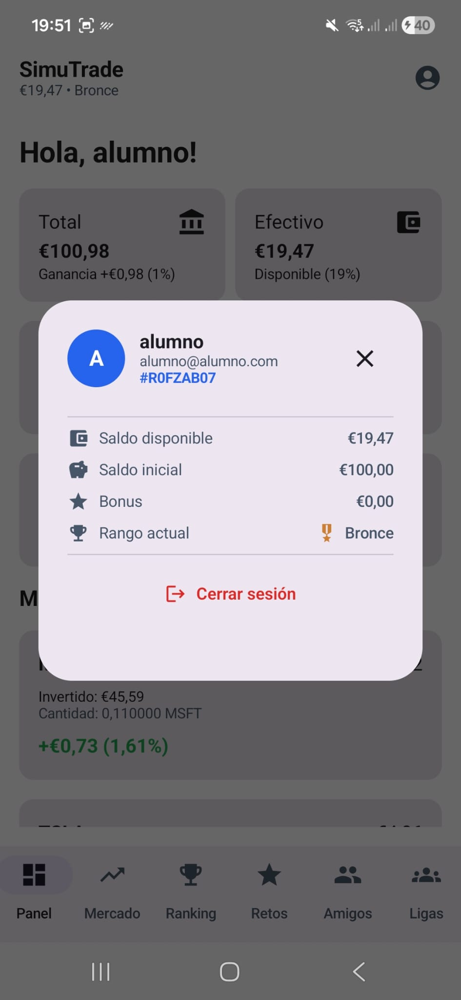 19:51
40
SimuTrade
€19,47 • Bronce
Hola, alumno!
Total
€100,98
Ganancia +€0,98 (1%)
Efectivo
€19,47
Disponible (19%)
A
alumno
alumno@alumno.com
#R0FZAB07
Saldo disponible €19,47
Saldo inicial €100,00
Bonus €0,00
Rango actual Bronce
Cerrar sesión
Invertido: €45,59
Cantidad: 0,110000 MSFT
+€0,73 (1,61%)
Panel
Mercado
Ranking
Retos
Amigos
Ligas